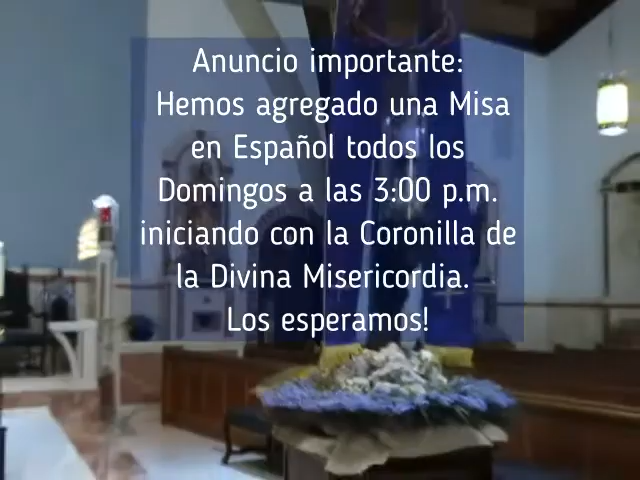 Anuncio importante:
Hemos agregado una Misa
en Español todos los
Domingos a las 3:00 p.m.
iniciando con la Coronilla de
la Divina Misericordia.
Los esperamos!